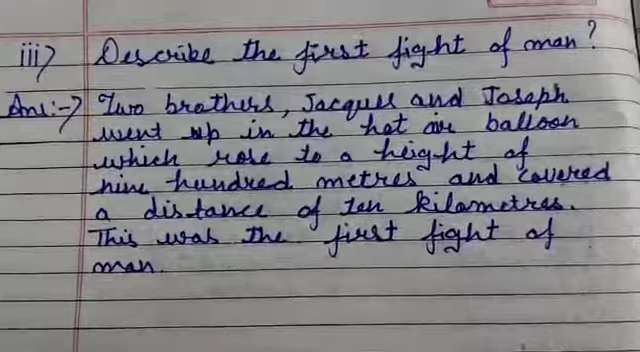 iii) Describe the first fight of man?
Ans:-) Two brothers, Jacques and Joseph
went up in the hot air balloon
which rose to a height of
nine hundred metres and covered
a distance of ten kilometres.
This was the first fight of
man.